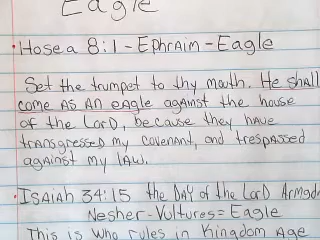 Eagle
• Hosea 8:1 - Ephraim - Eagle
Set the trumpet to thy mouth. He shall
come AS AN eagle against the house
of the LORD, because they have
transgressed my covenant, and trespassed
against my LAW.
• Isaiah 34:15 the DAY of the LORD
Nesher - Vultures = Eagle
This is who rules in Kingdom Age